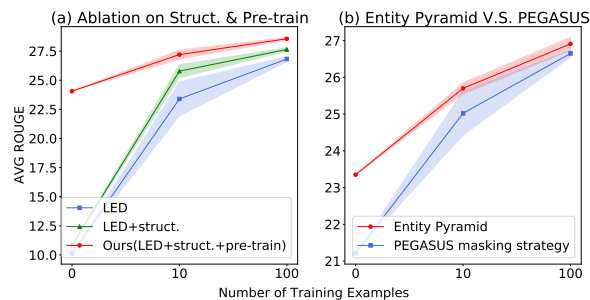 (a) Ablation on Struct. & Pre-train
(b) Entity Pyramid V.S. PEGASUS
AVG ROUGE
27.5
25.0
22.5
20.0
17.5
15.0
12.5
10.0
LED
LED+struct.
Ours(LED+struct.+pre-train)
0
10
100
27
26
25
24
23
22
21
Entity Pyramid
PEGASUS masking strategy
0
10
100
Number of Training Examples